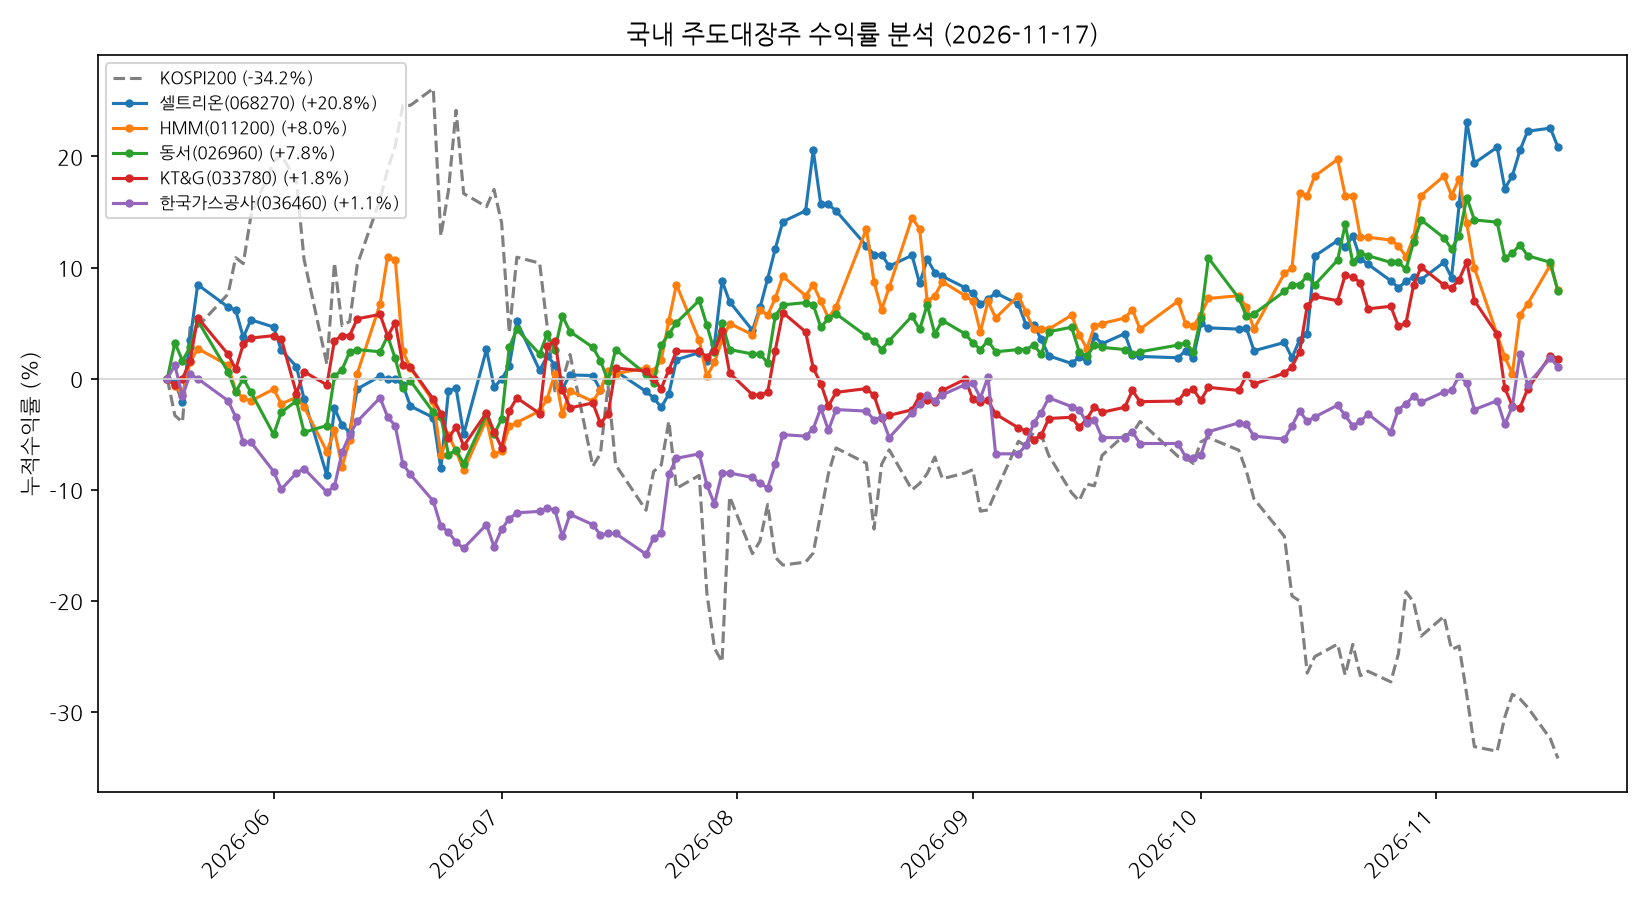 국내 주도대장주 수익률 분석 (2026-11-17)
KOSPI200 (-34.2%)
셀트리온(068270) (+20.8%)
HMM(011200) (+8.0%)
동서(026960) (+7.8%)
KT&G(033780) (+1.8%)
한국가스공사(036460) (+1.1%)
누적수익률 (%)
20
10
0
-10
-20
-30
2026-06
2026-07
2026-08
2026-09
2026-10
2026-11